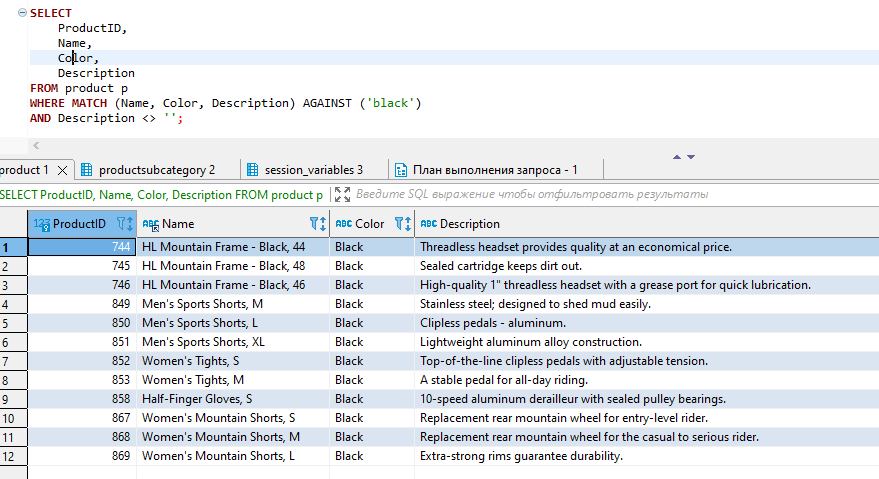 SELECT
ProductID,
Name,
Color,
Description
FROM product p
WHERE MATCH (Name, Color, Description) AGAINST ('black')
AND Description <> '';
product 1 productsubcategory 2 session_variables 3 План выполнения запроса - 1
SELECT ProductID, Name, Color, Description FROM product p Введите SQL выражение чтобы отфильтровать результаты
123 ProductID ABC Name ABC Color ABC Description
1 744 HL Mountain Frame - Black, 44 Black Threadless headset provides quality at an economical price.
2 745 HL Mountain Frame - Black, 48 Black Sealed cartridge keeps dirt out.
3 746 HL Mountain Frame - Black, 46 Black High-quality 1" threadless headset with a grease port for quick lubrication.
4 849 Men's Sports Shorts, M Black Stainless steel; designed to shed mud easily.
5 850 Men's Sports Shorts, L Black Clipless pedals - aluminum.
6 851 Men's Sports Shorts, XL Black Lightweight aluminum alloy construction.
7 852 Women's Tights, S Black Top-of-the-line clipless pedals with adjustable tension.
8 853 Women's Tights, M Black A stable pedal for all-day riding.
9 858 Half-Finger Gloves, S Black 10-speed aluminum derailleur with sealed pulley bearings.
10 867 Women's Mountain Shorts, S Black Replacement rear mountain wheel for entry-level rider.
11 868 Women's Mountain Shorts, M Black Replacement rear mountain wheel for the casual to serious rider.
12 869 Women's Mountain Shorts, L Black Extra-strong rims guarantee durability.